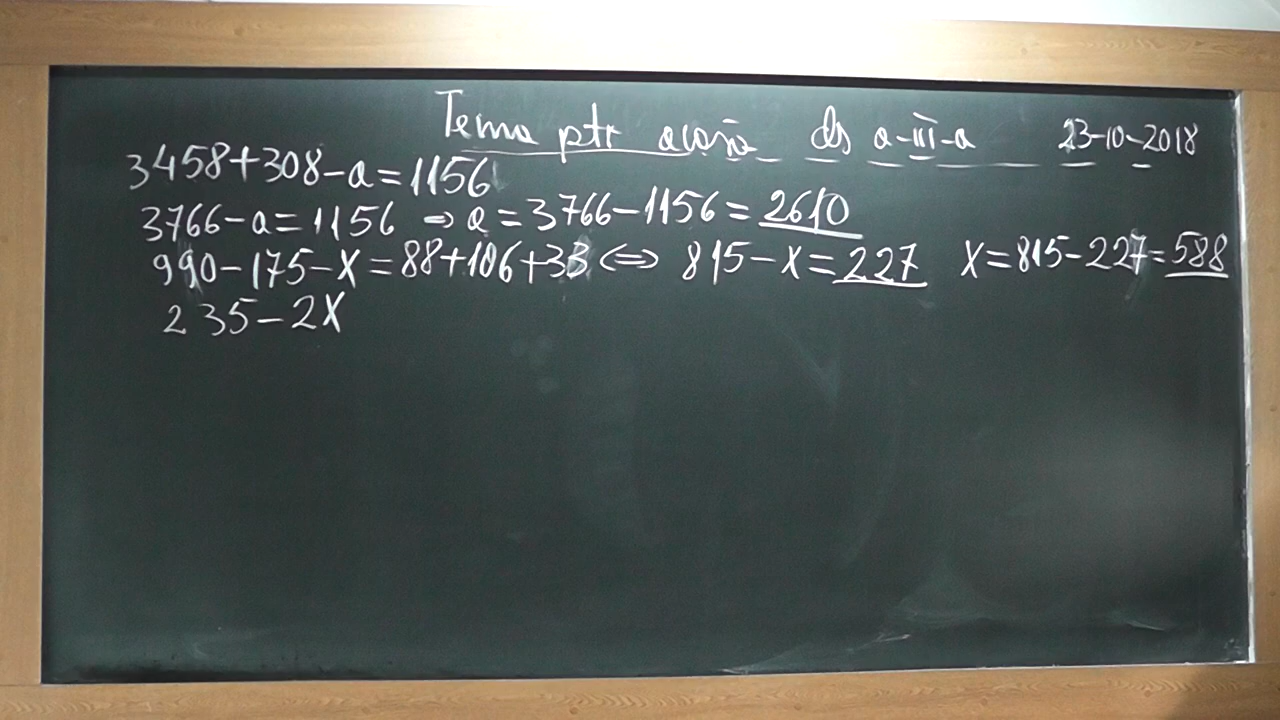 Tema ptr acasă cls a-III-a 23-10-2018
3458+308-a=1156
3766-a=1156 ⇒ a=3766-1156=2610
990-175-x=88+106+33 ⇔ 815-x=227 x=815-227=588
235-2x